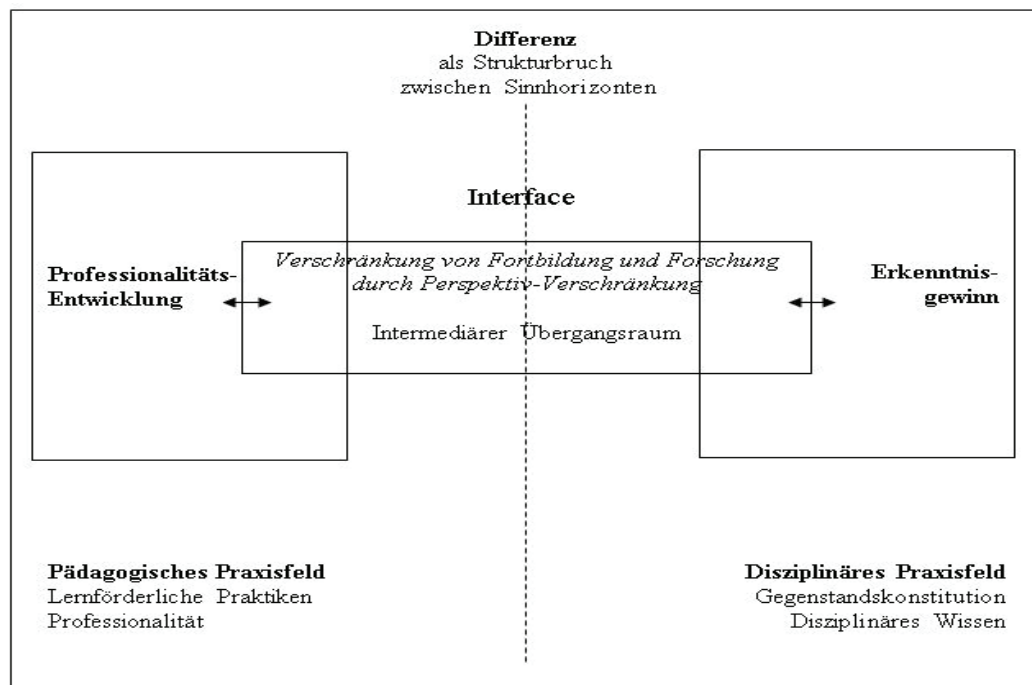 Differenz
als Strukturbruch
zwischen Sinnhorizonten
Interface
Professionalitäts-
Entwicklung
Verschränkung von Fortbildung und Forschung
durch Perspektiv-Verschränkung
Intermediärer Übergangsraum
Erkenntnis-
gewinn
Pädagogisches Praxisfeld
Lernförderliche Praktiken
Professionalität
Disziplinäres Praxisfeld
Gegenstandskonstitution
Disziplinäres Wissen